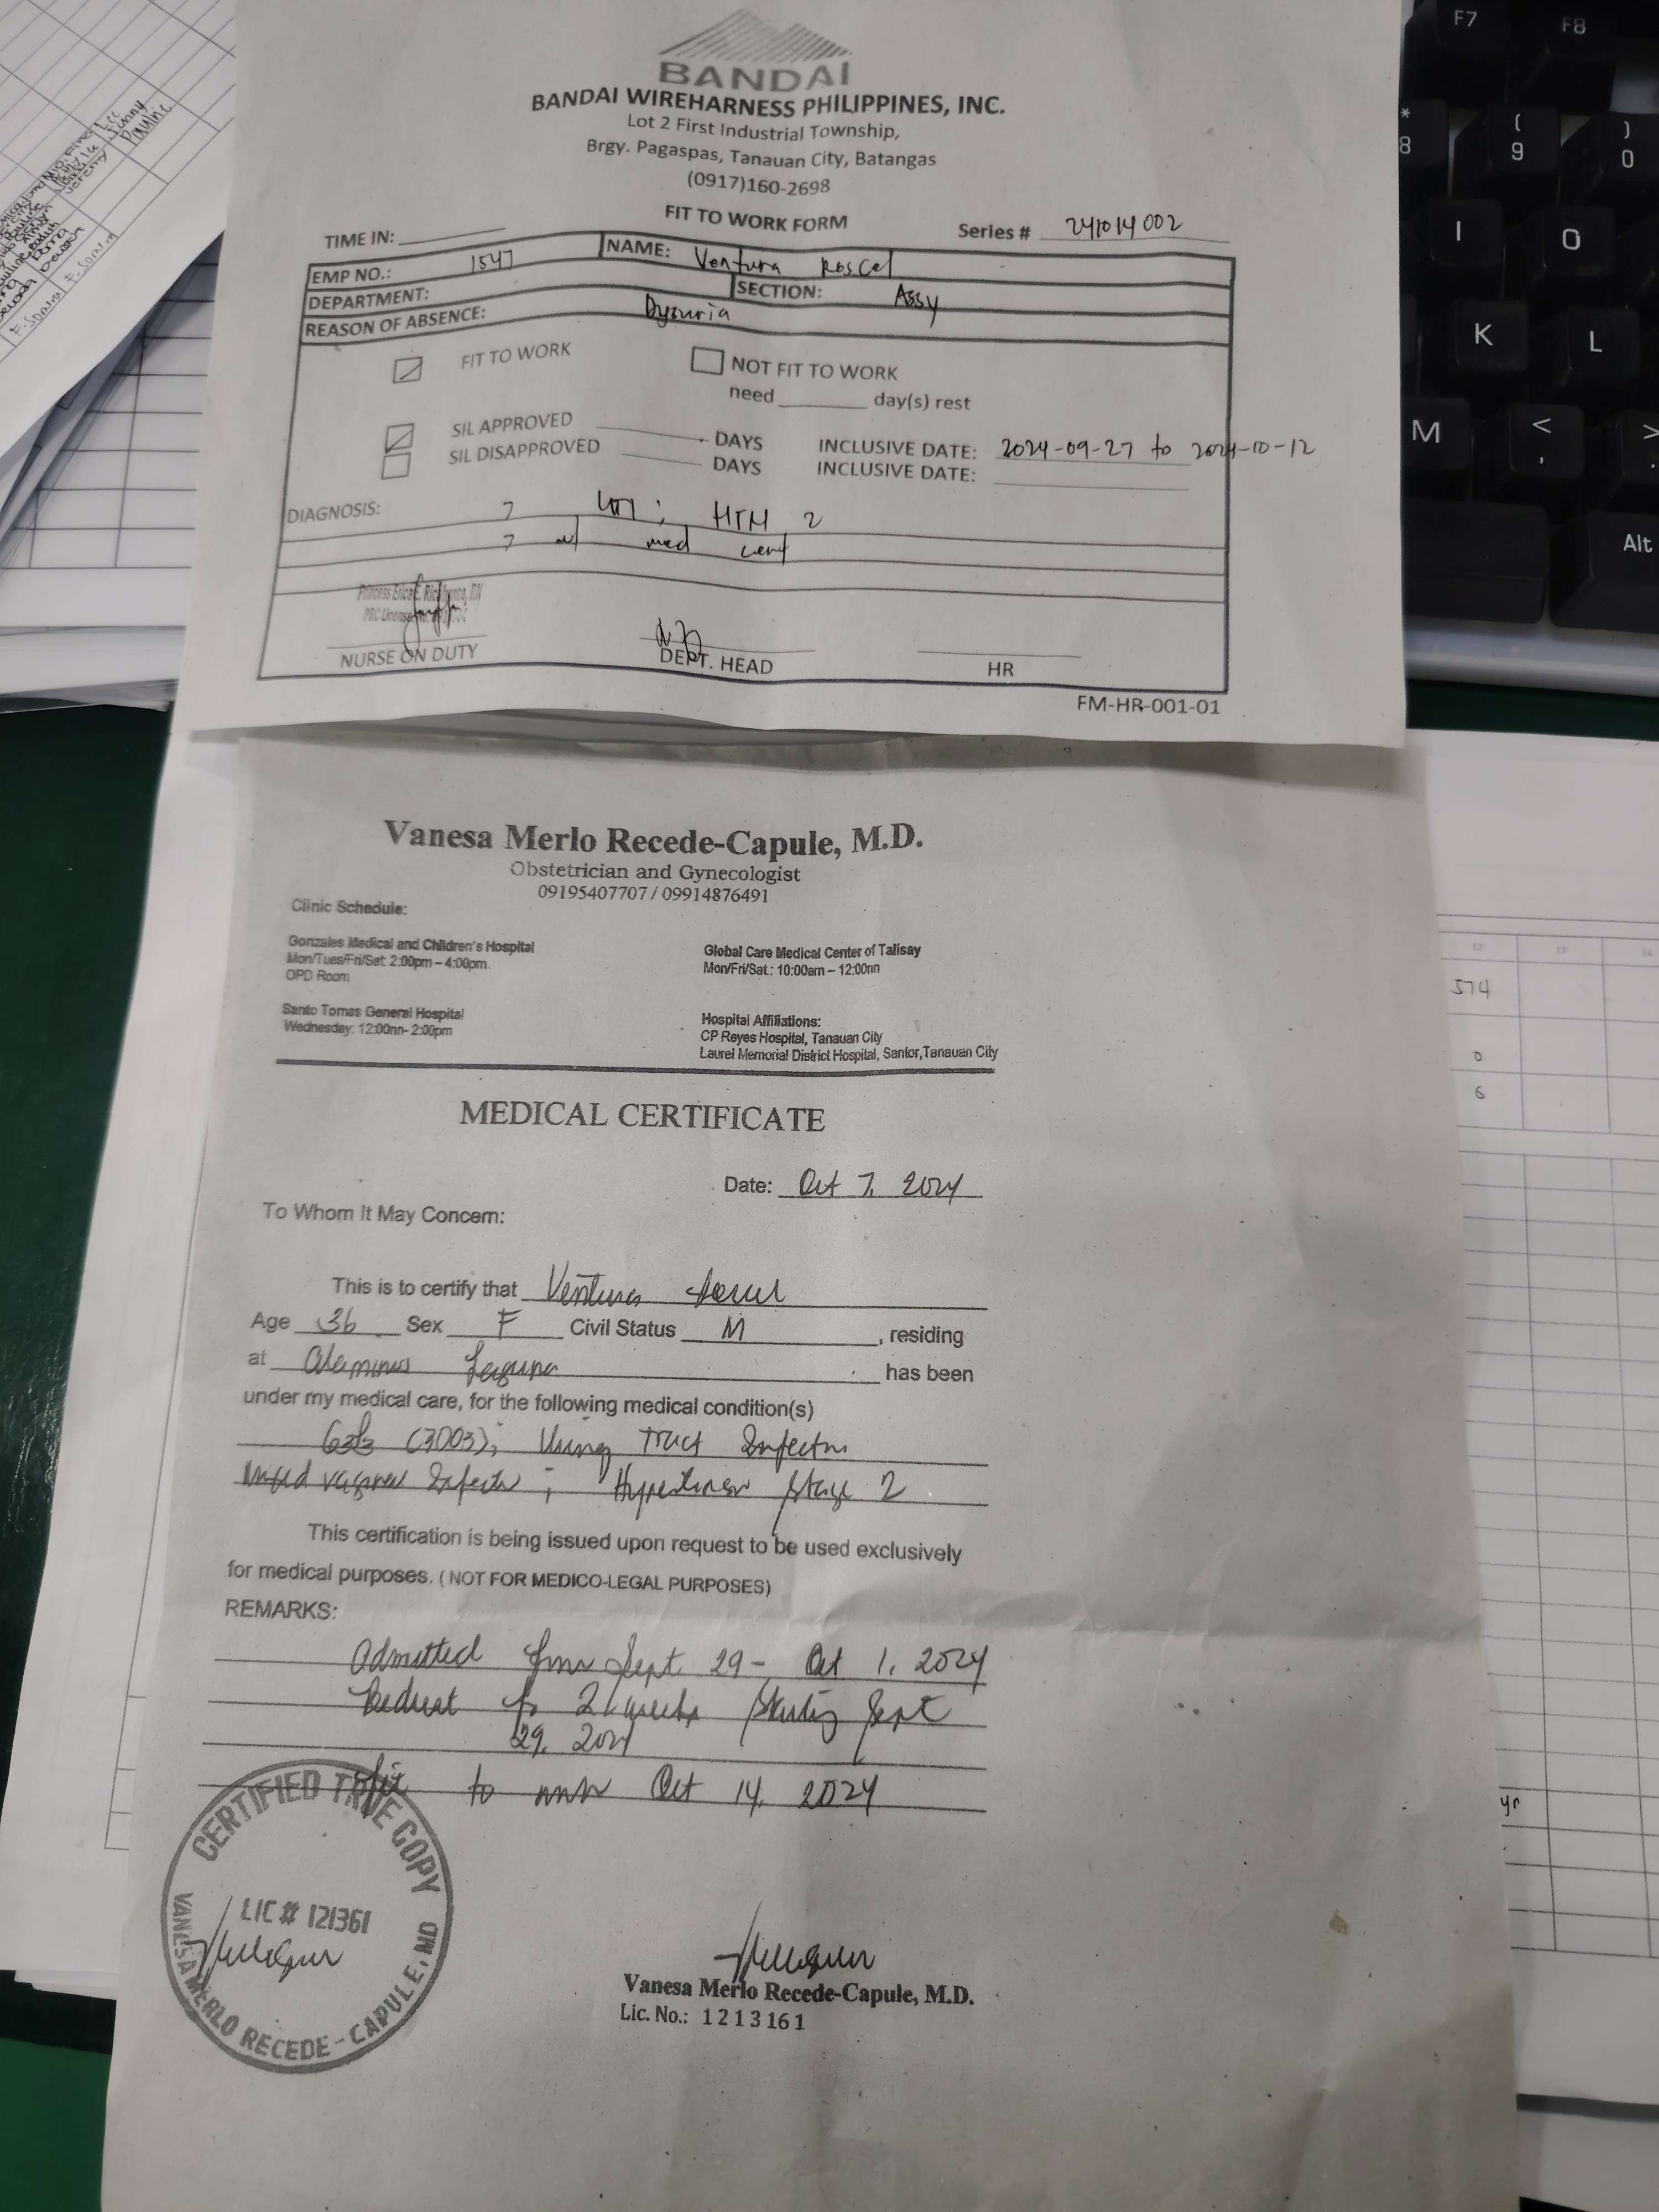 BANDAI
BANDAI WIREHARNESS PHILIPPINES, INC.
Lot 2 First Industrial Township,
Brgy. Pagaspas, Tanauan City, Batangas
(0917)160-2698
FIT TO WORK FORM
Series # 241014002
TIME IN:
EMP NO.: 1547 NAME: Ventura Roscel
DEPARTMENT: SECTION: Assy
REASON OF ABSENCE: Dysuria
FIT TO WORK NOT FIT TO WORK
need ____ day(s) rest
SIL APPROVED ____ DAYS INCLUSIVE DATE: 2024-09-27 to 2024-10-12
SIL DISAPPROVED ____ DAYS INCLUSIVE DATE:
DIAGNOSIS: UTI; HTN 2
w/ med cert
NURSE ON DUTY DEPT. HEAD HR
FM-HR-001-01
Vanesa Merlo Recede-Capule, M.D.
Obstetrician and Gynecologist
09195407707 / 09914876491
Clinic Schedule:
Gonzales Medical and Children's Hospital
Mon/Tues/Fri/Sat: 2:00pm – 4:00pm.
OPD Room
Global Care Medical Center of Talisay
Mon/Fri/Sat.: 10:00am – 12:00nn
Santo Tomas General Hospital
Wednesday: 12:00nn- 2:00pm
Hospital Affiliations:
CP Reyes Hospital, Tanauan City
Laurel Memorial District Hospital, Santor,Tanauan City
MEDICAL CERTIFICATE
Date: Oct 7, 2024
To Whom It May Concern:
This is to certify that Ventura Roscel
Age 36 Sex F Civil Status M, residing
at Alaminos Laguna has been
under my medical care, for the following medical condition(s)
G3P3 (3003); Urinary Tract Infection
Mixed vaginal Infection; Hypertension Stage 2
This certification is being issued upon request to be used exclusively
for medical purposes. ( NOT FOR MEDICO-LEGAL PURPOSES)
REMARKS:
Admitted from Sept. 29 - Oct 1, 2024
Bedrest for 2 weeks starting Sept
29, 2024
fit to work Oct 14, 2024
CERTIFIED TRUE COPY
LIC # 121361
VANESA MERLO RECEDE - CAPULE, MD
Vanesa Merlo Recede-Capule, M.D.
Lic. No.: 1213161
F7
F8
*
8
(
9
)
0
I
O
K
L
M
<
,
>
.
Alt
12
13
14
574
0
6
yr